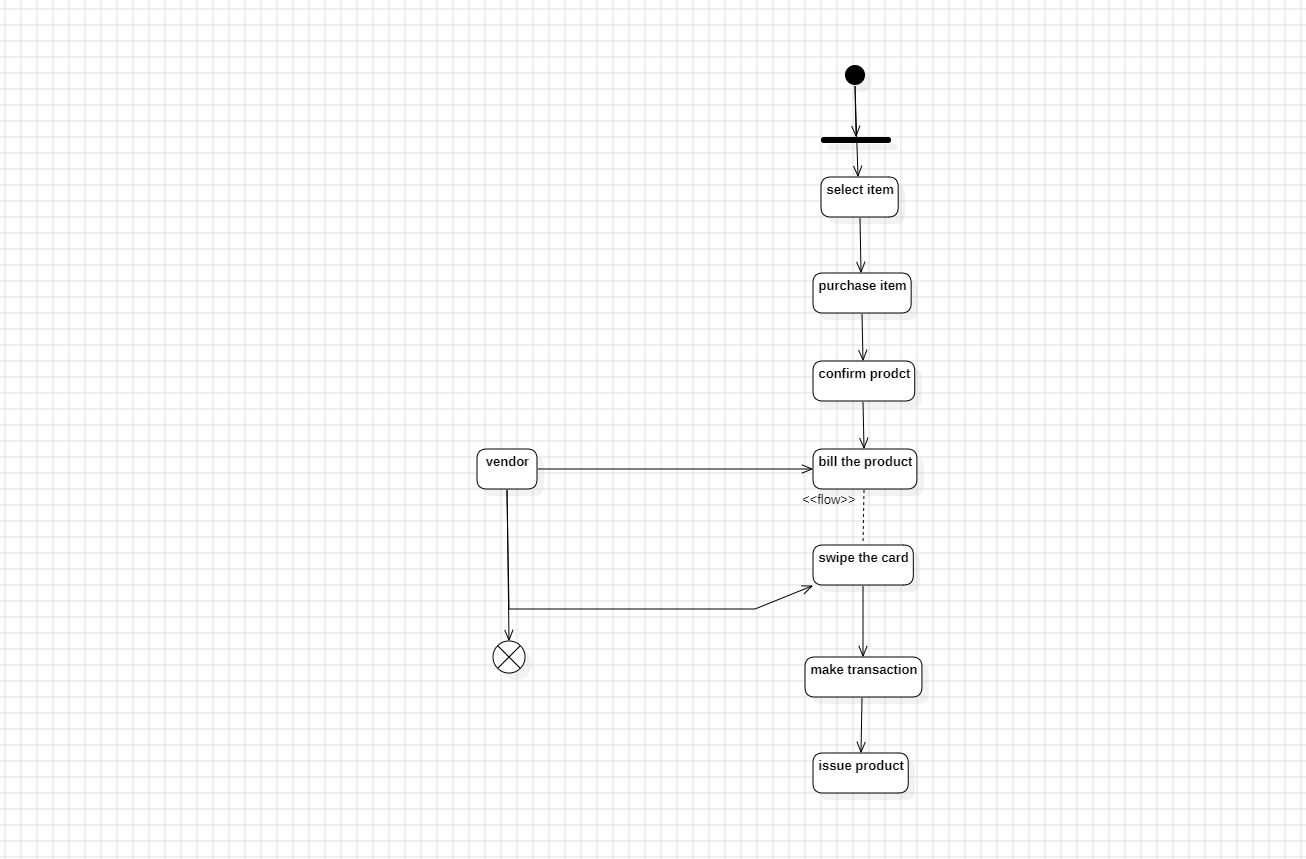 select item
purchase item
confirm prodct
vendor
bill the product
<<flow>>
swipe the card
make transaction
issue product